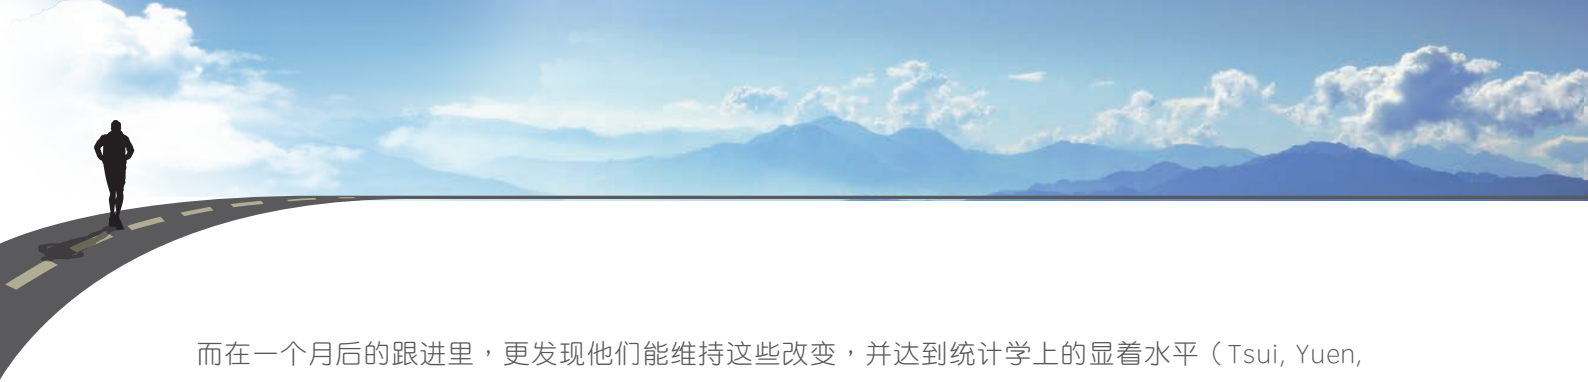 而在一个月后的跟进里，更发现他们能维持这些改变，并达到统计学上的显着水平（Tsui, Yuen,